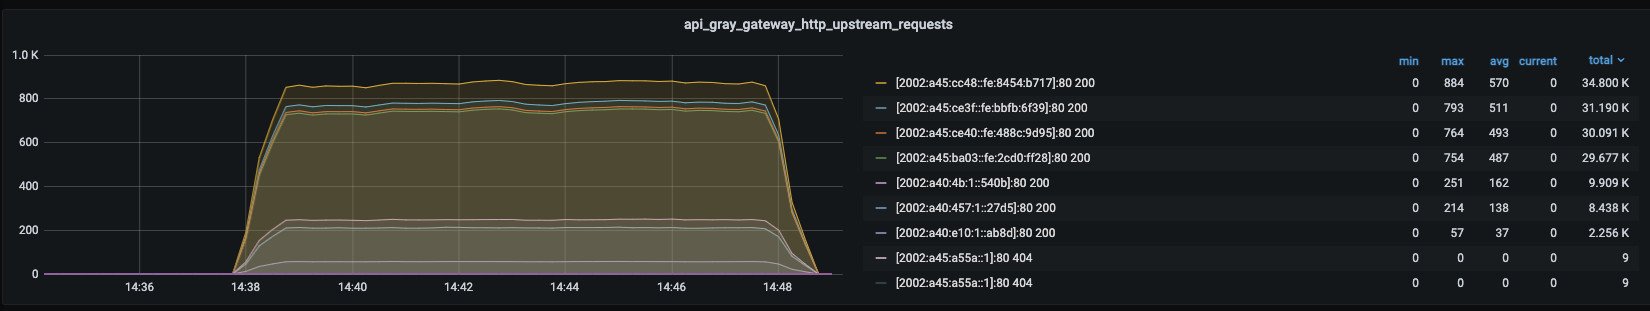 api_gray_gateway_http_upstream_requests
1.0 K
800
600
400
200
0
14:36 14:38 14:40 14:42 14:44 14:46 14:48
min max avg current total
[2002:a45:cc48::fe:8454:b717]:80 200 0 884 570 0 34.800 K
[2002:a45:ce3f::fe:bbfb:6f39]:80 200 0 793 511 0 31.190 K
[2002:a45:ce40::fe:488c:9d95]:80 200 0 764 493 0 30.091 K
[2002:a45:ba03::fe:2cd0:ff28]:80 200 0 754 487 0 29.677 K
[2002:a40:4b:1::540b]:80 200 0 251 162 0 9.909 K
[2002:a40:457:1::27d5]:80 200 0 214 138 0 8.438 K
[2002:a40:e10:1::ab8d]:80 200 0 57 37 0 2.256 K
[2002:a45:a55a::1]:80 404 0 0 0 0 9
[2002:a45:a55a::1]:80 404 0 0 0 0 9